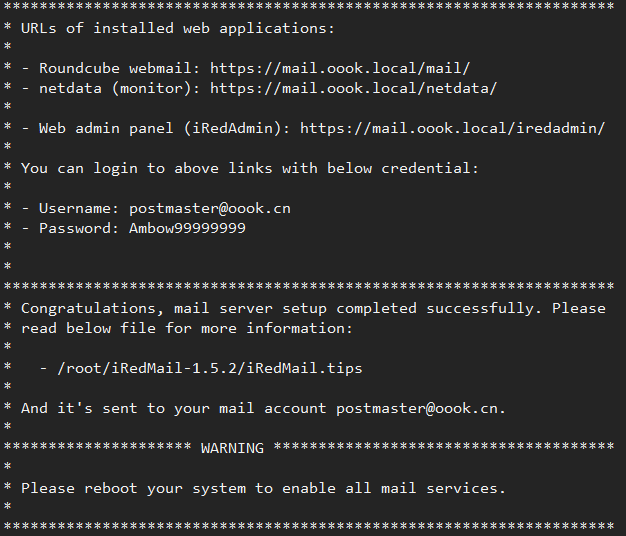 ********************************************************************
* URLs of installed web applications:
*
* - Roundcube webmail: https://mail.oook.local/mail/
* - netdata (monitor): https://mail.oook.local/netdata/
*
* - Web admin panel (iRedAdmin): https://mail.oook.local/iredadmin/
*
* You can login to above links with below credential:
*
* - Username: postmaster@oook.cn
* - Password: Ambow99999999
*
*
********************************************************************
* Congratulations, mail server setup completed successfully. Please
* read below file for more information:
*
*   - /root/iRedMail-1.5.2/iRedMail.tips
*
* And it's sent to your mail account postmaster@oook.cn.
*
********************* WARNING **************************************
*
* Please reboot your system to enable all mail services.
*
********************************************************************